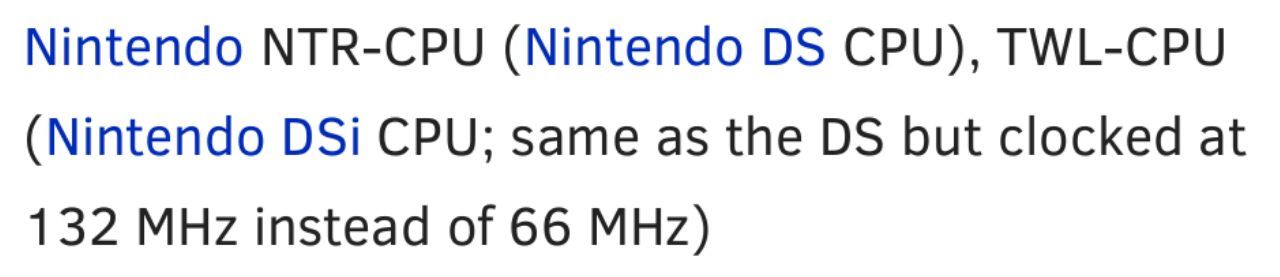 Nintendo NTR-CPU (Nintendo DS CPU), TWL-CPU
(Nintendo DSi CPU; same as the DS but clocked at
132 MHz instead of 66 MHz)